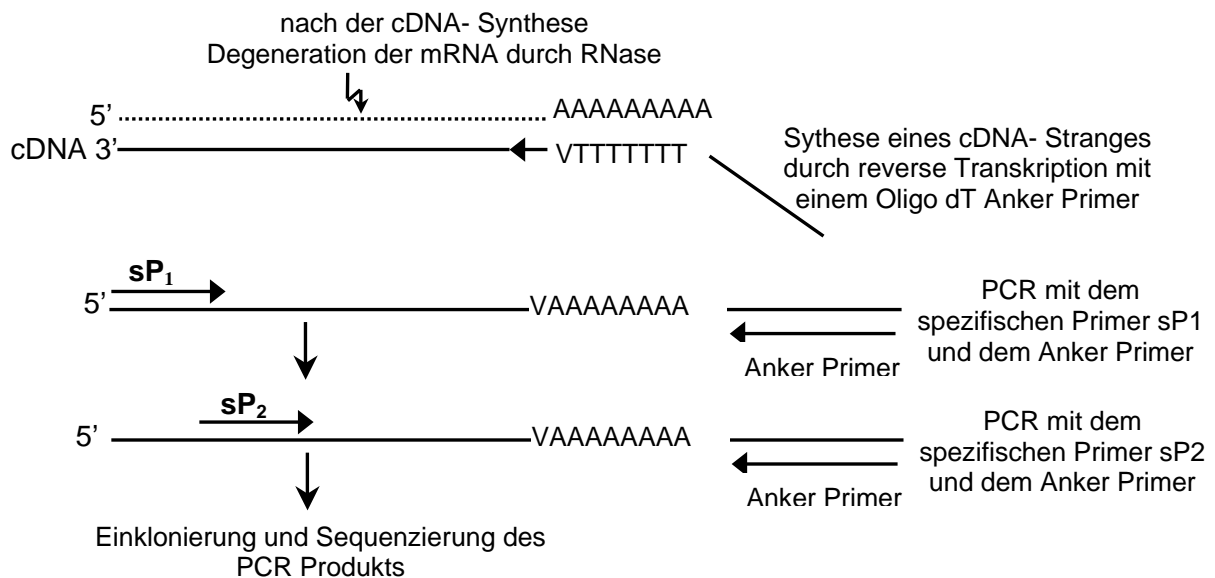 nach der cDNA- Synthese
Degeneration der mRNA durch RNase
5’
AAAAAAAAA
cDNA 3’
VTTTTTTT
Sythese eines cDNA- Stranges
durch reverse Transkription mit
einem Oligo dT Anker Primer
sP1
5’
VAAAAAAAA
Anker Primer
PCR mit dem
spezifischen Primer sP1
und dem Anker Primer
sP2
5’
VAAAAAAAA
Anker Primer
PCR mit dem
spezifischen Primer sP2
und dem Anker Primer
Einklonierung und Sequenzierung des
PCR Produkts